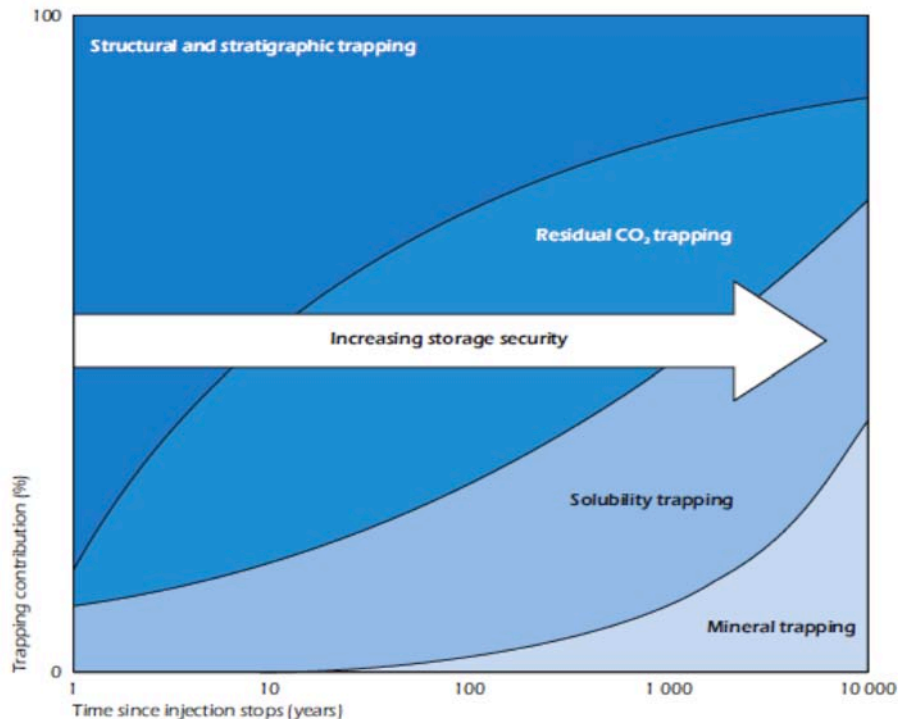 100
Structural and stratigraphic trapping
Residual CO₂ trapping
Increasing storage security
Solubility trapping
Mineral trapping
Trapping contribution (%)
0
1
10
100
1 000
10 000
Time since injection stops (years)